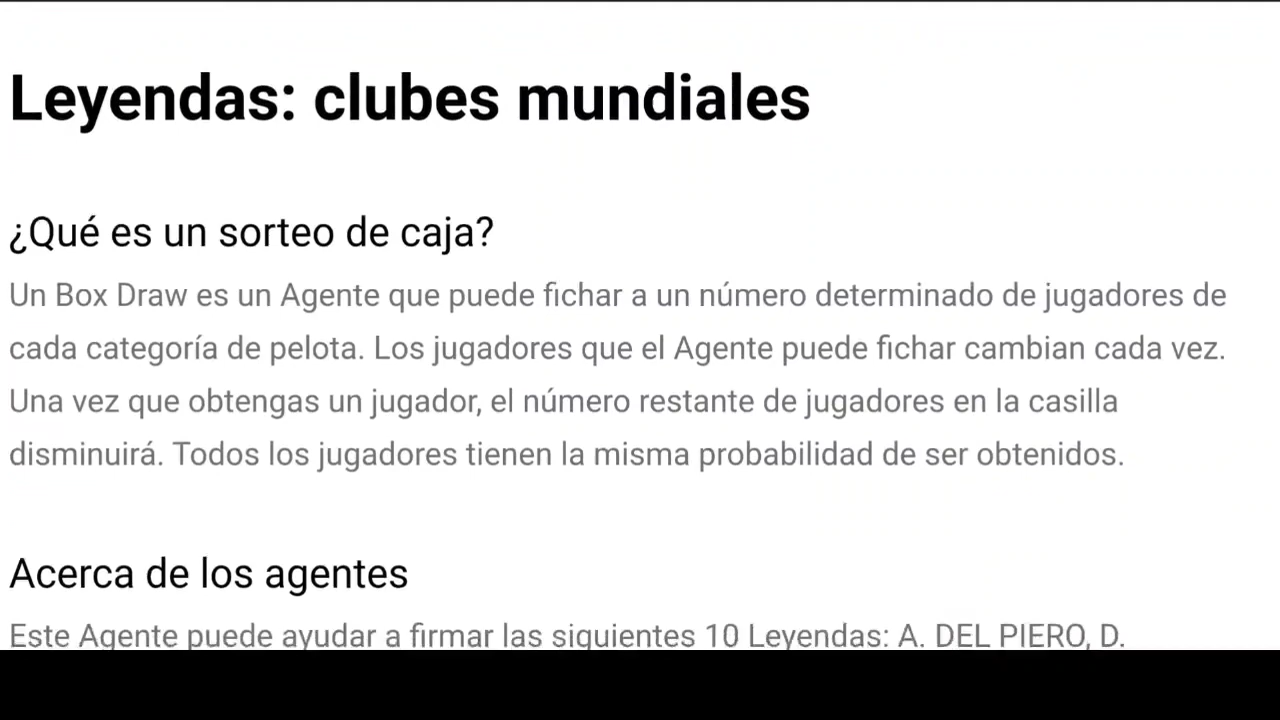 Leyendas: clubes mundiales
¿Qué es un sorteo de caja?
Un Box Draw es un Agente que puede fichar a un número determinado de jugadores de
cada categoría de pelota. Los jugadores que el Agente puede fichar cambian cada vez.
Una vez que obtengas un jugador, el número restante de jugadores en la casilla
disminuirá. Todos los jugadores tienen la misma probabilidad de ser obtenidos.
Acerca de los agentes
Este Agente puede ayudar a firmar las siguientes 10 Leyendas: A. DEL PIERO, D.